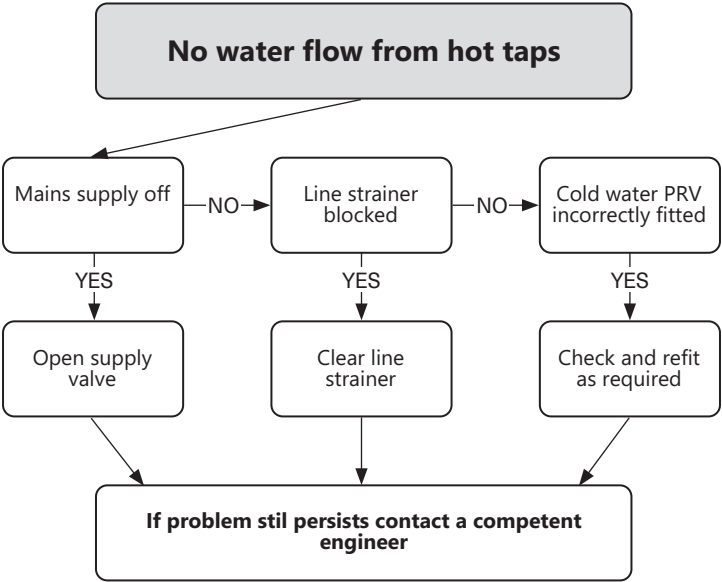 No water flow from hot taps
Mains supply off
NO
Line strainer
blocked
NO
Cold water PRV
incorrectly fitted
YES
YES
YES
Open supply
valve
Clear line
strainer
Check and refit
as required
If problem stil persists contact a competent
engineer